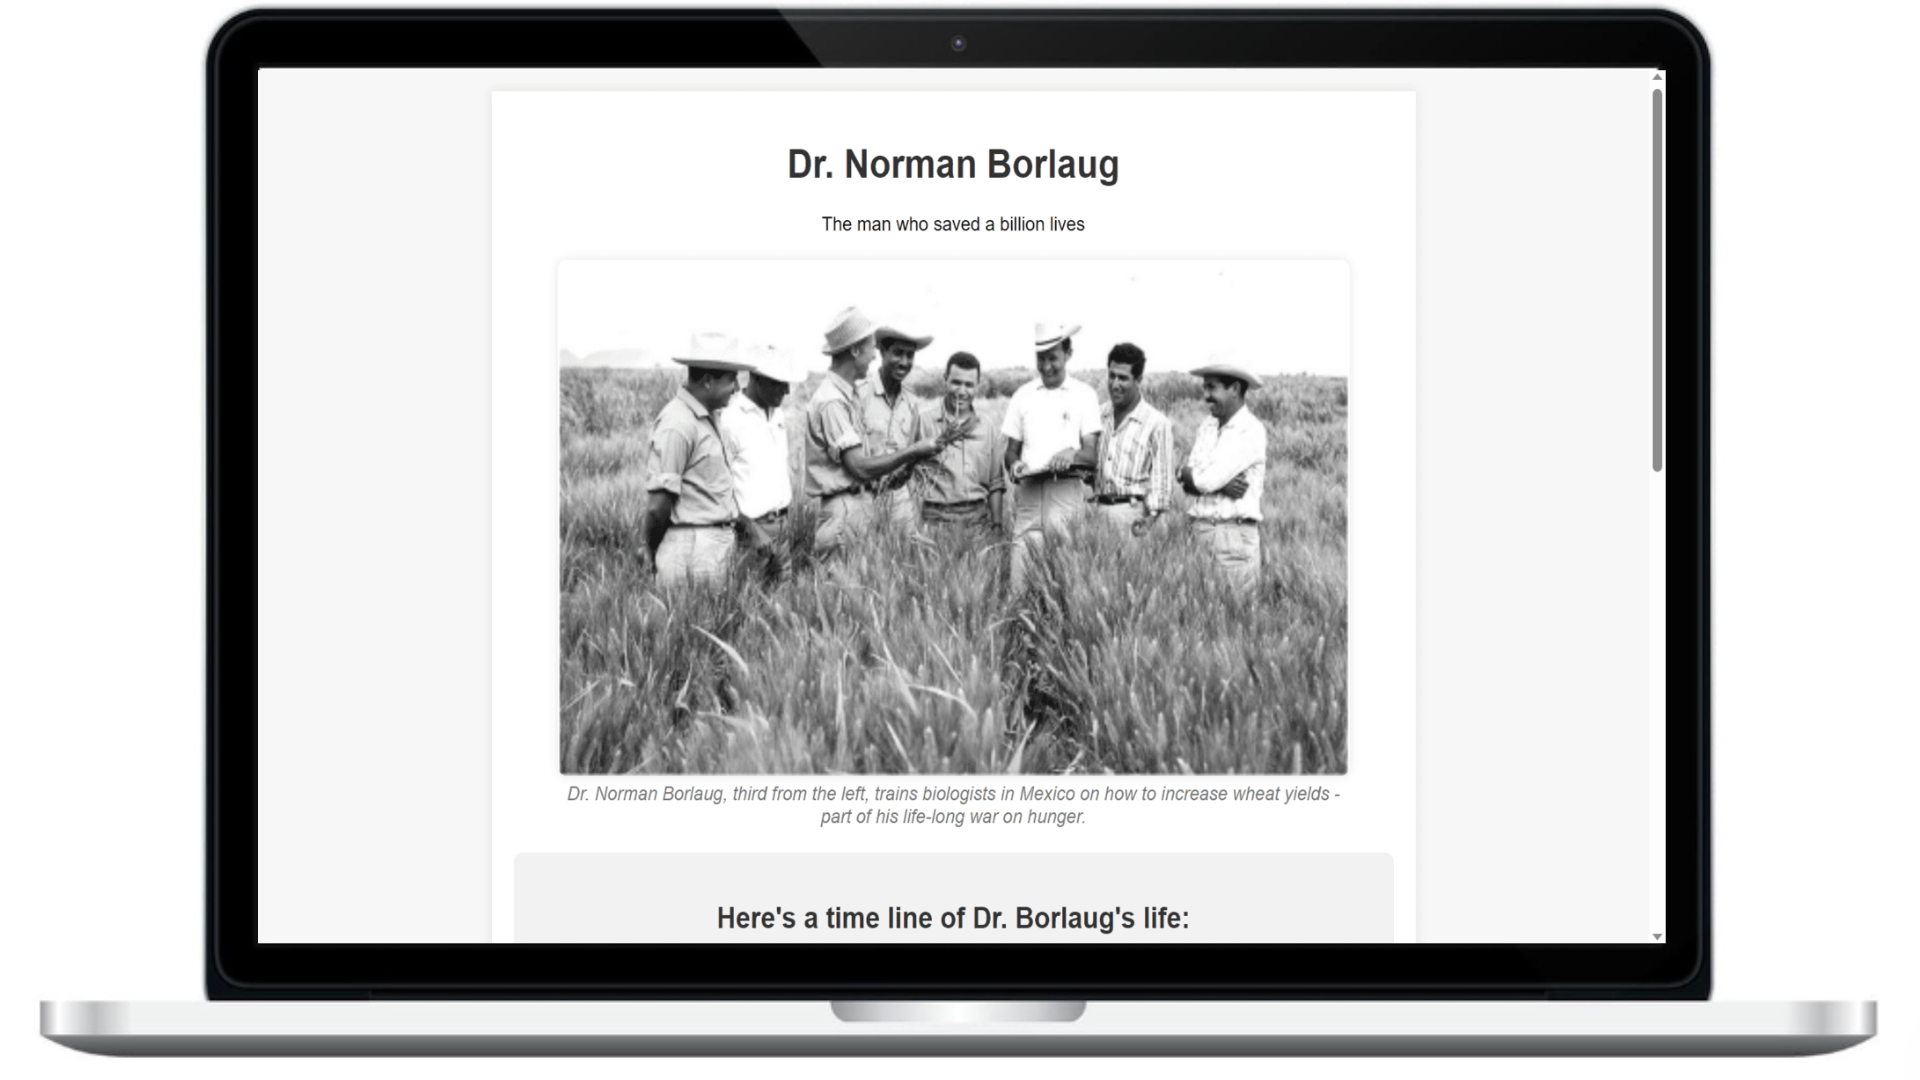 Dr. Norman Borlaug
The man who saved a billion lives
Dr. Norman Borlaug, third from the left, trains biologists in Mexico on how to increase wheat yields -
part of his life-long war on hunger.
Here's a time line of Dr. Borlaug's life: